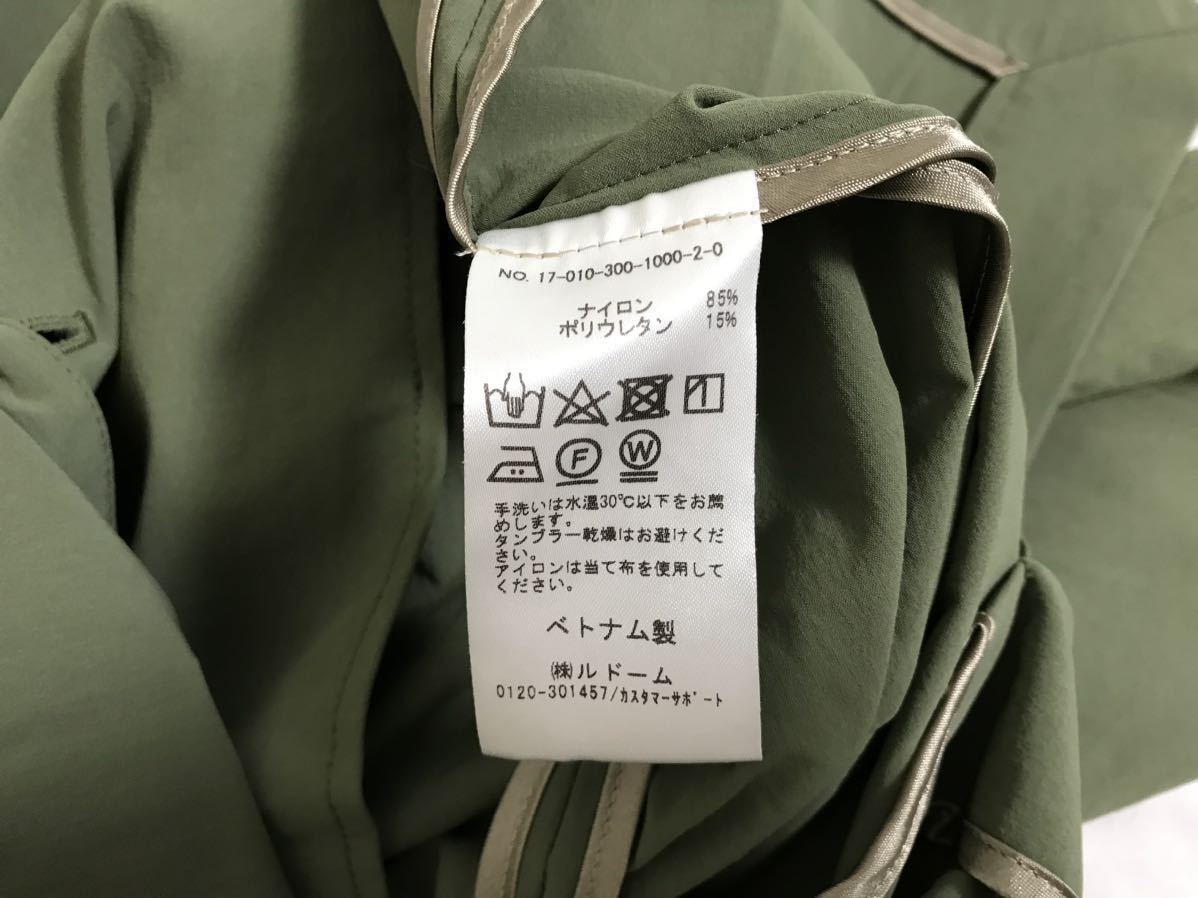 NO. 17-010-300-1000-2-0
ナイロン 85%
ポリウレタン 15%
F
W
手洗いは水温30℃以下をお薦
めします。
タンブラー乾燥はお避けくだ
さい。
アイロンは当て布を使用して
ください。
ベトナム製
㈱ルドーム
0120-301457/ｶｽﾀﾏｰｻﾎﾟｰﾄ